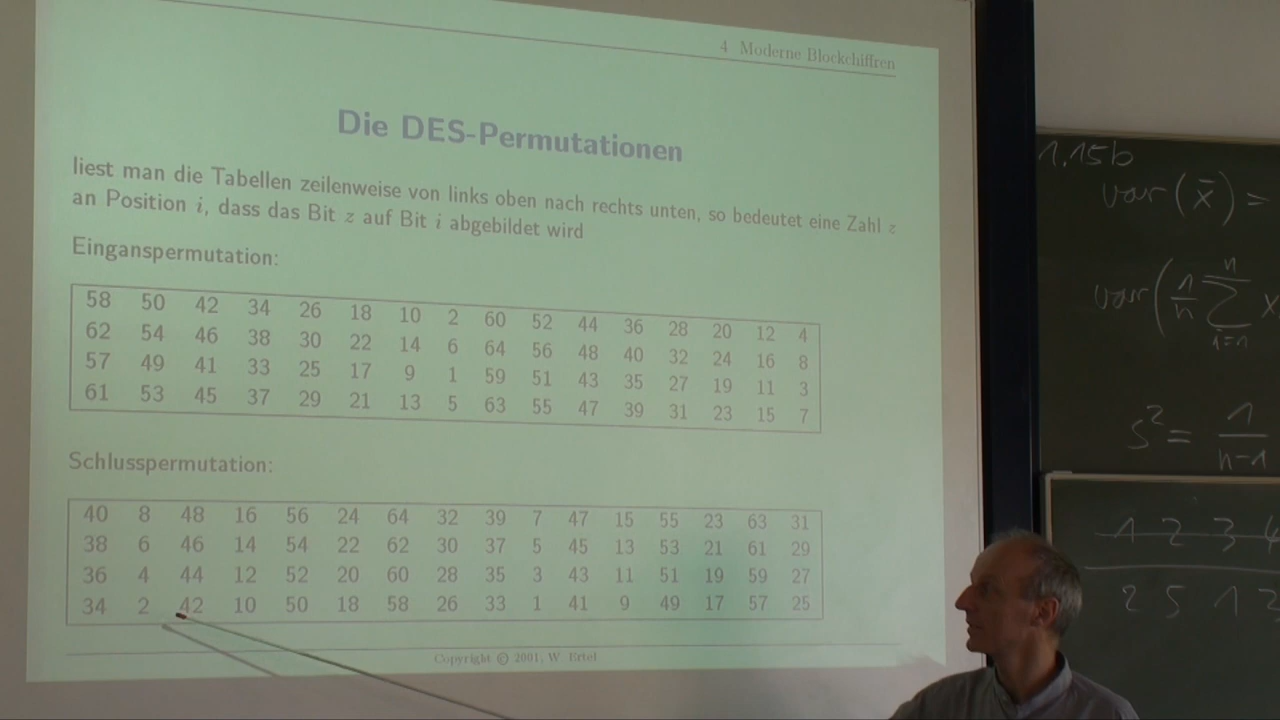 4 Moderne Blockchiffren
Die DES-Permutationen
liest man die Tabellen zeilenweise von links oben nach rechts unten, so bedeutet eine Zahl z
an Position i, dass das Bit z auf Bit i abgebildet wird
Einganspermutation:
58 50 42 34 26 18 10 2 60 52 44 36 28 20 12 4
62 54 46 38 30 22 14 6 64 56 48 40 32 24 16 8
57 49 41 33 25 17 9 1 59 51 43 35 27 19 11 3
61 53 45 37 29 21 13 5 63 55 47 39 31 23 15 7
Schlusspermutation:
40 8 48 16 56 24 64 32 39 7 47 15 55 23 63 31
38 6 46 14 54 22 62 30 37 5 45 13 53 21 61 29
36 4 44 12 52 20 60 28 35 3 43 11 51 19 59 27
34 2 42 10 50 18 58 26 33 1 41 9 49 17 57 25
Copyright © 2001, W. Ertel
1.15b
var(x̄) =
var(1/n Σ i=1 n x
s² = 1/n-1
1 2 3 4
2 5 1